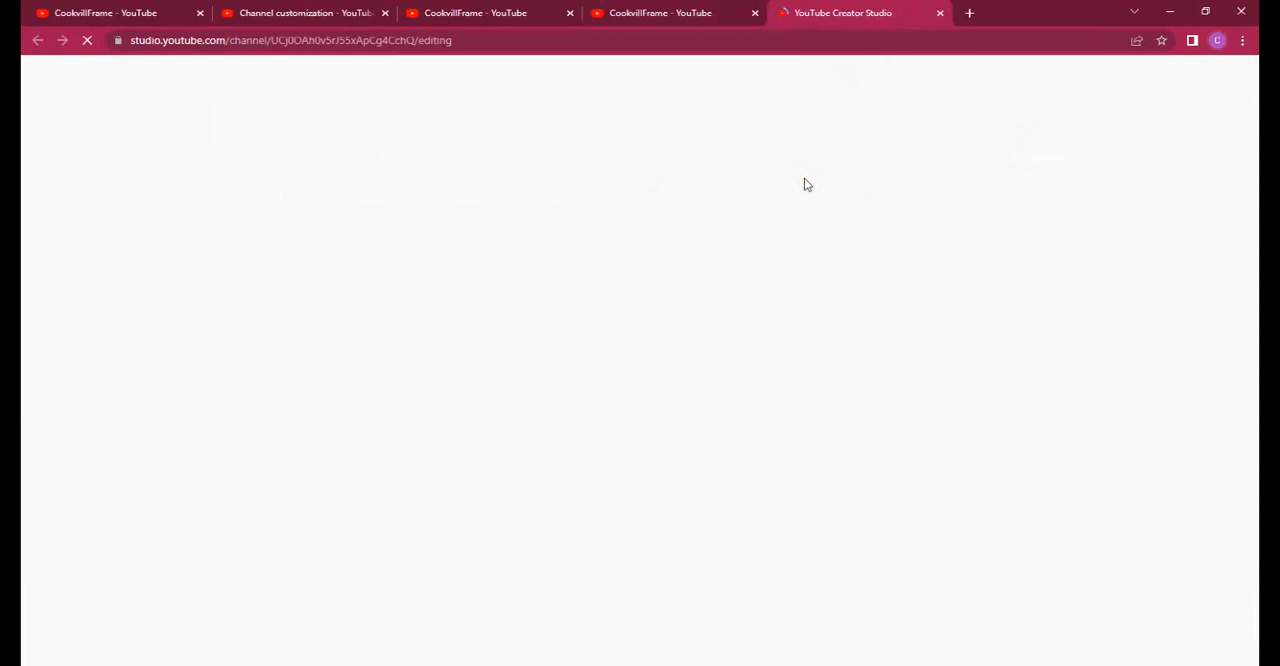 CookvillFrame - YouTube
Channel customization - YouTub
CookvillFrame - YouTube
CookvillFrame - YouTube
YouTube Creator Studio
studio.youtube.com/channel/UCj0OAh0v5rJ55xApCg4CchQ/editing
C